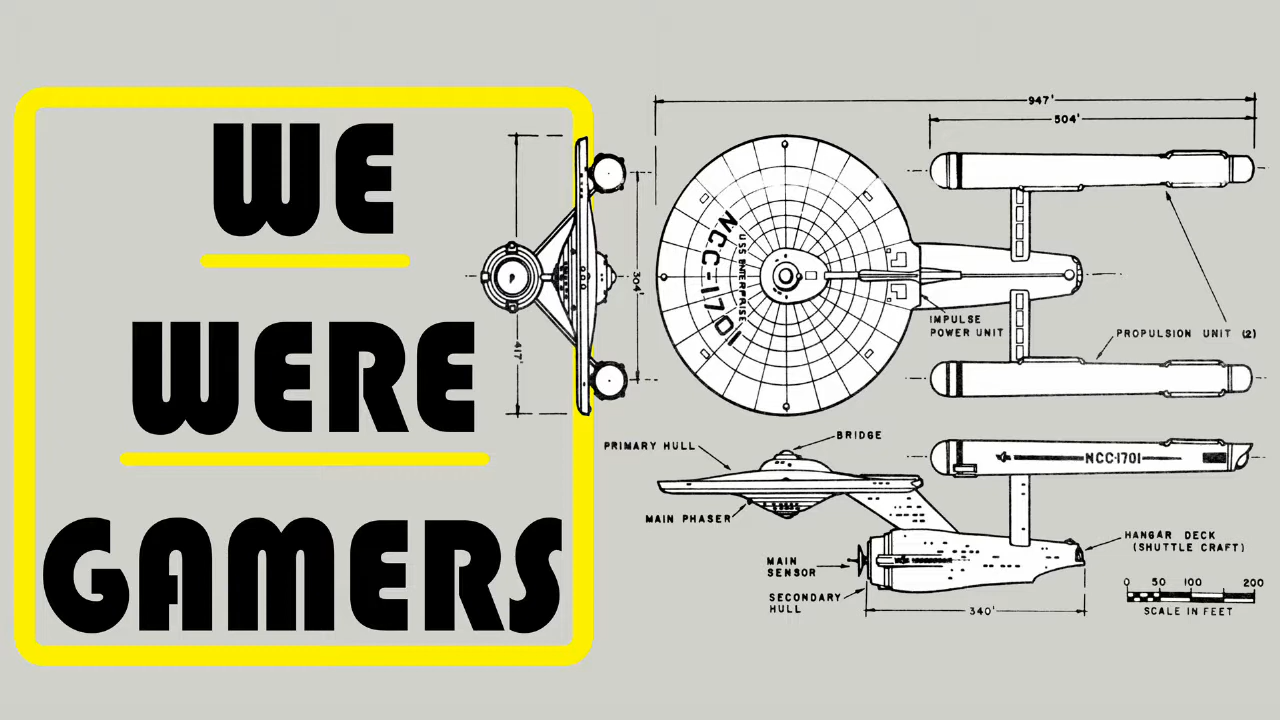 WE
WERE
GAMERS
947'
504'
417'
304'
NCC-1701
USS ENTERPRISE
IMPULSE
POWER UNIT
PROPULSION UNIT (2)
PRIMARY HULL
BRIDGE
MAIN PHASER
NCC-1701
MAIN
SENSOR
SECONDARY
HULL
340'
HANGAR DECK
(SHUTTLE CRAFT)
0 50 100 200
SCALE IN FEET